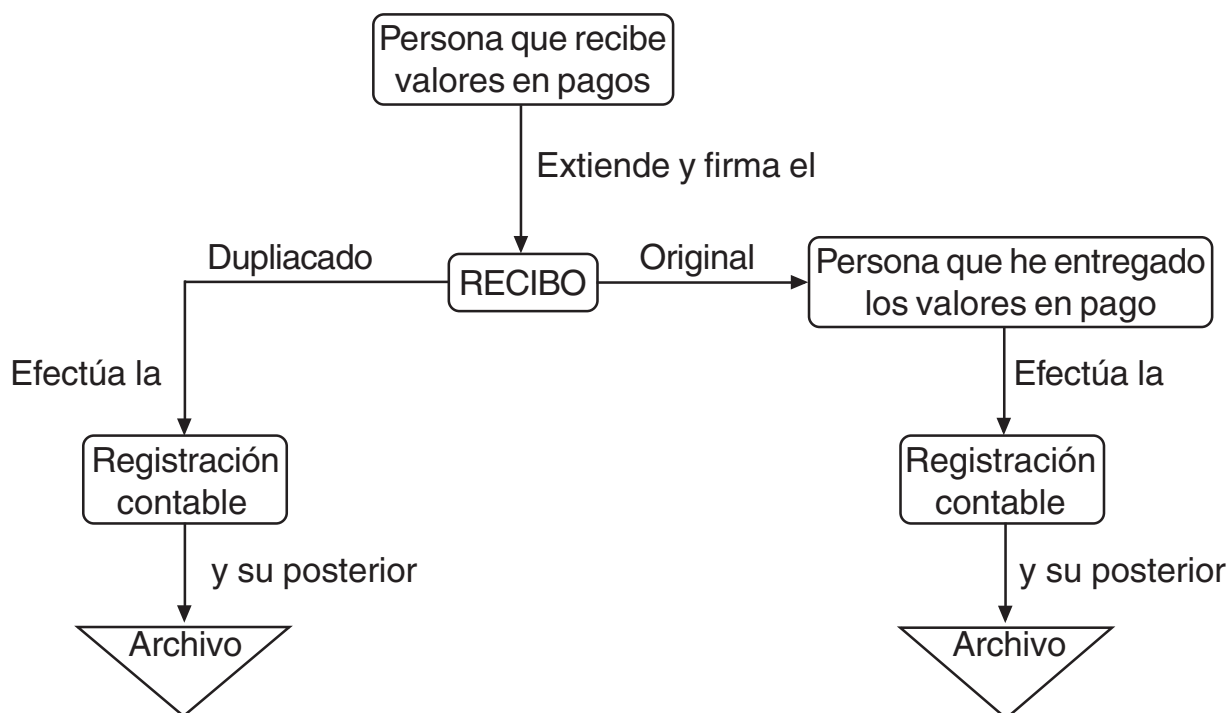 Persona que recibe
valores en pagos
Extiende y firma el
Dupliacado
RECIBO
Original
Persona que he entregado
los valores en pago
Efectúa la
Efectúa la
Registración
contable
Registración
contable
y su posterior
y su posterior
Archivo
Archivo